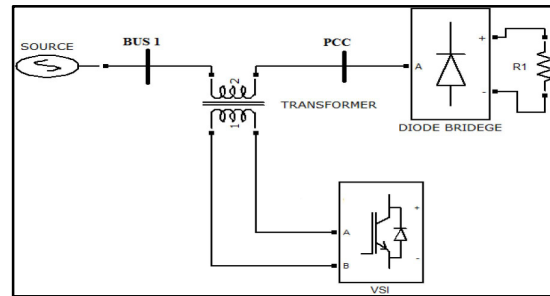 SOURCE
BUS 1
PCC
A
+
-
R1
DIODE BRIDEGE
2
1
TRANSFORMER
A
B
+
-
VSI